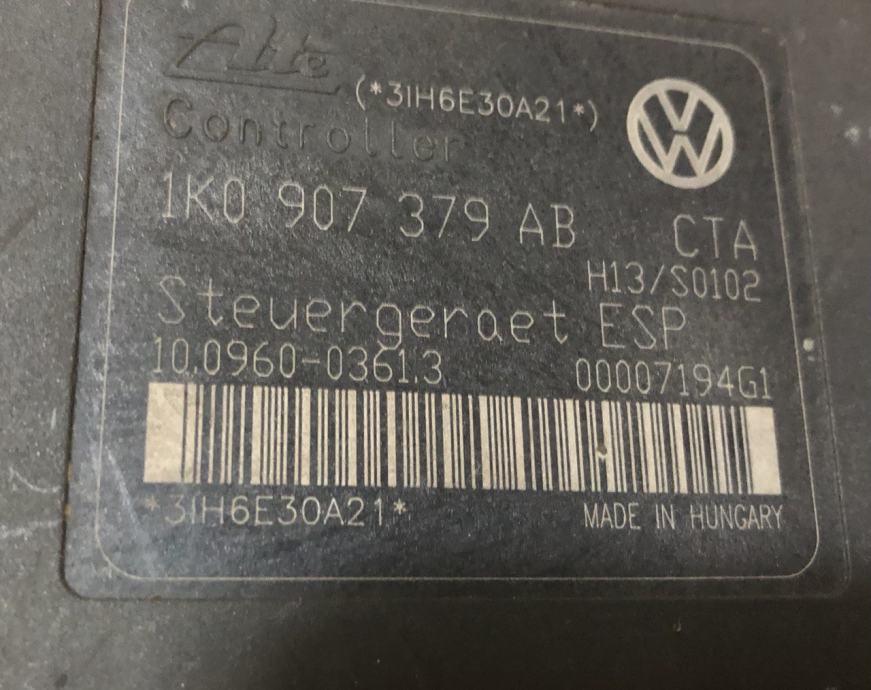 Ate
(*3IH6E30A21*)
Controller
1K0 907 379 AB CTA
H13/S0102
Steuergeraet ESP
10.0960-0361.3 00007194G1
*3IH6E30A21*
MADE IN HUNGARY